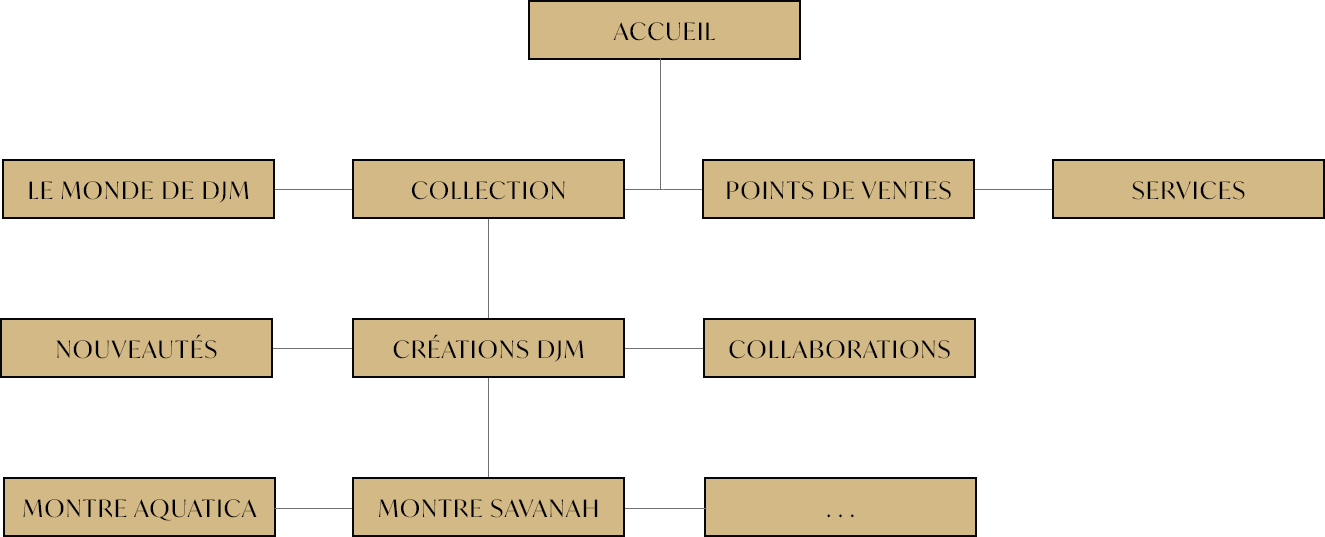 ACCUEIL
LE MONDE DE DJM
COLLECTION
POINTS DE VENTES
SERVICES
NOUVEAUTÉS
CRÉATIONS DJM
COLLABORATIONS
MONTRE AQUATICA
MONTRE SAVANAH
...